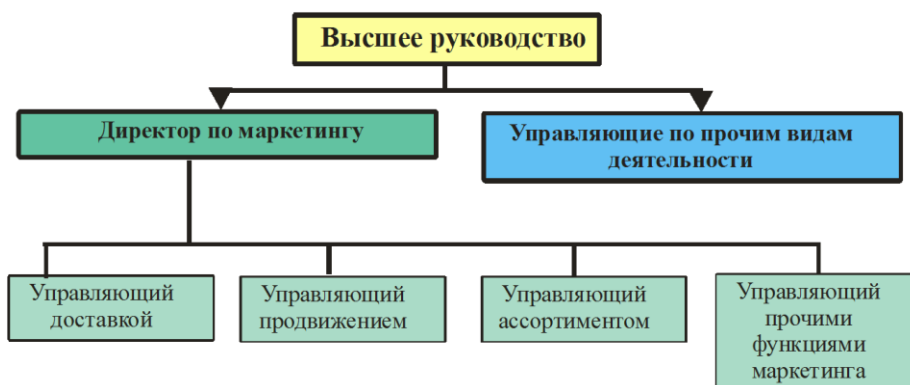 Высшее руководство
Директор по маркетингу
Управляющие по прочим видам
деятельности
Управляющий
доставкой
Управляющий
продвижением
Управляющий
ассортиментом
Управляющий
прочими
функциями
маркетинга